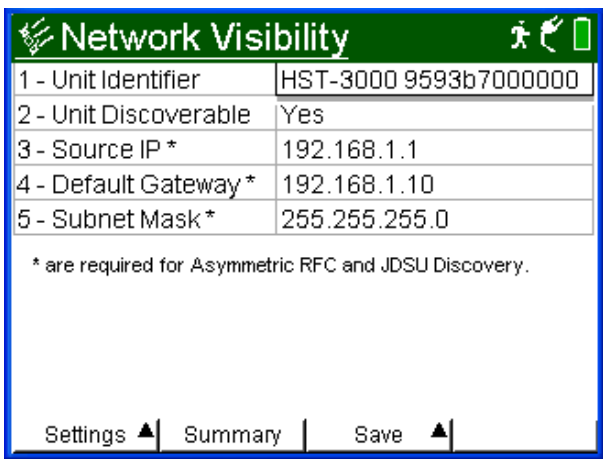 Network Visibility
1 - Unit Identifier HST-3000 9593b7000000
2 - Unit Discoverable Yes
3 - Source IP * 192.168.1.1
4 - Default Gateway * 192.168.1.10
5 - Subnet Mask * 255.255.255.0
* are required for Asymmetric RFC and JDSU Discovery.
Settings ▲ Summary Save ▲